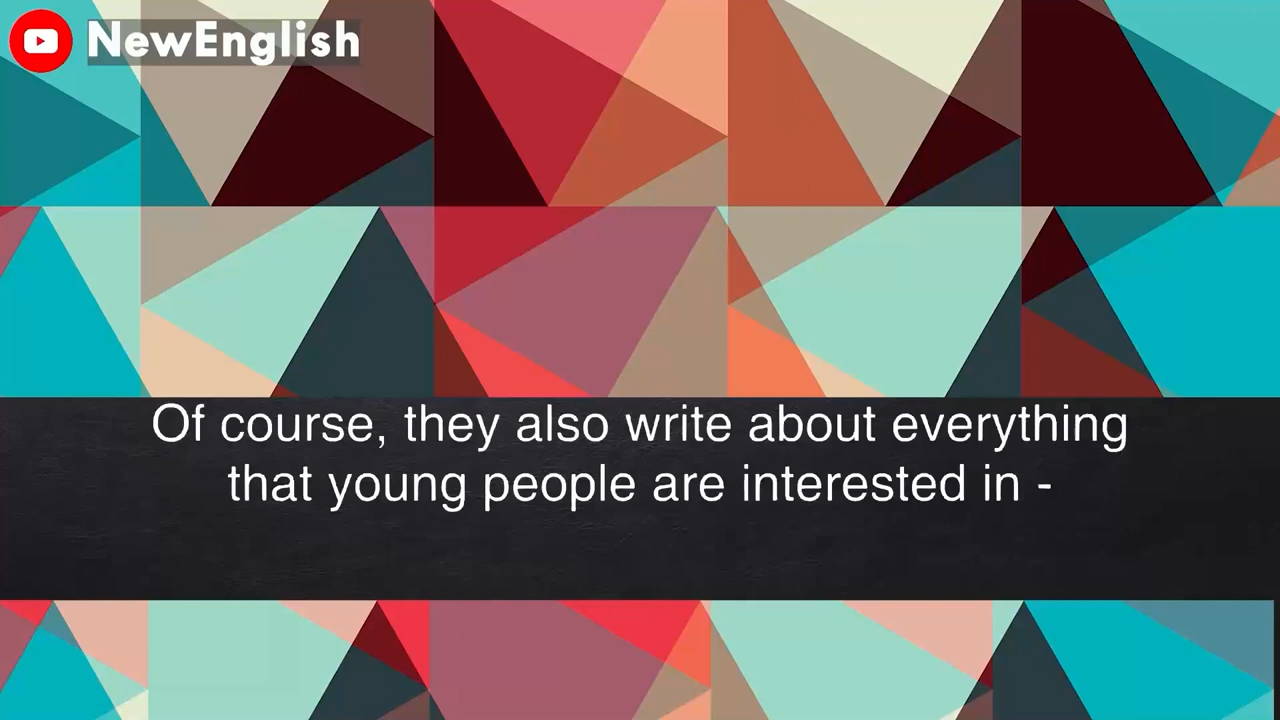 NewEnglish
Of course, they also write about everything
that young people are interested in -